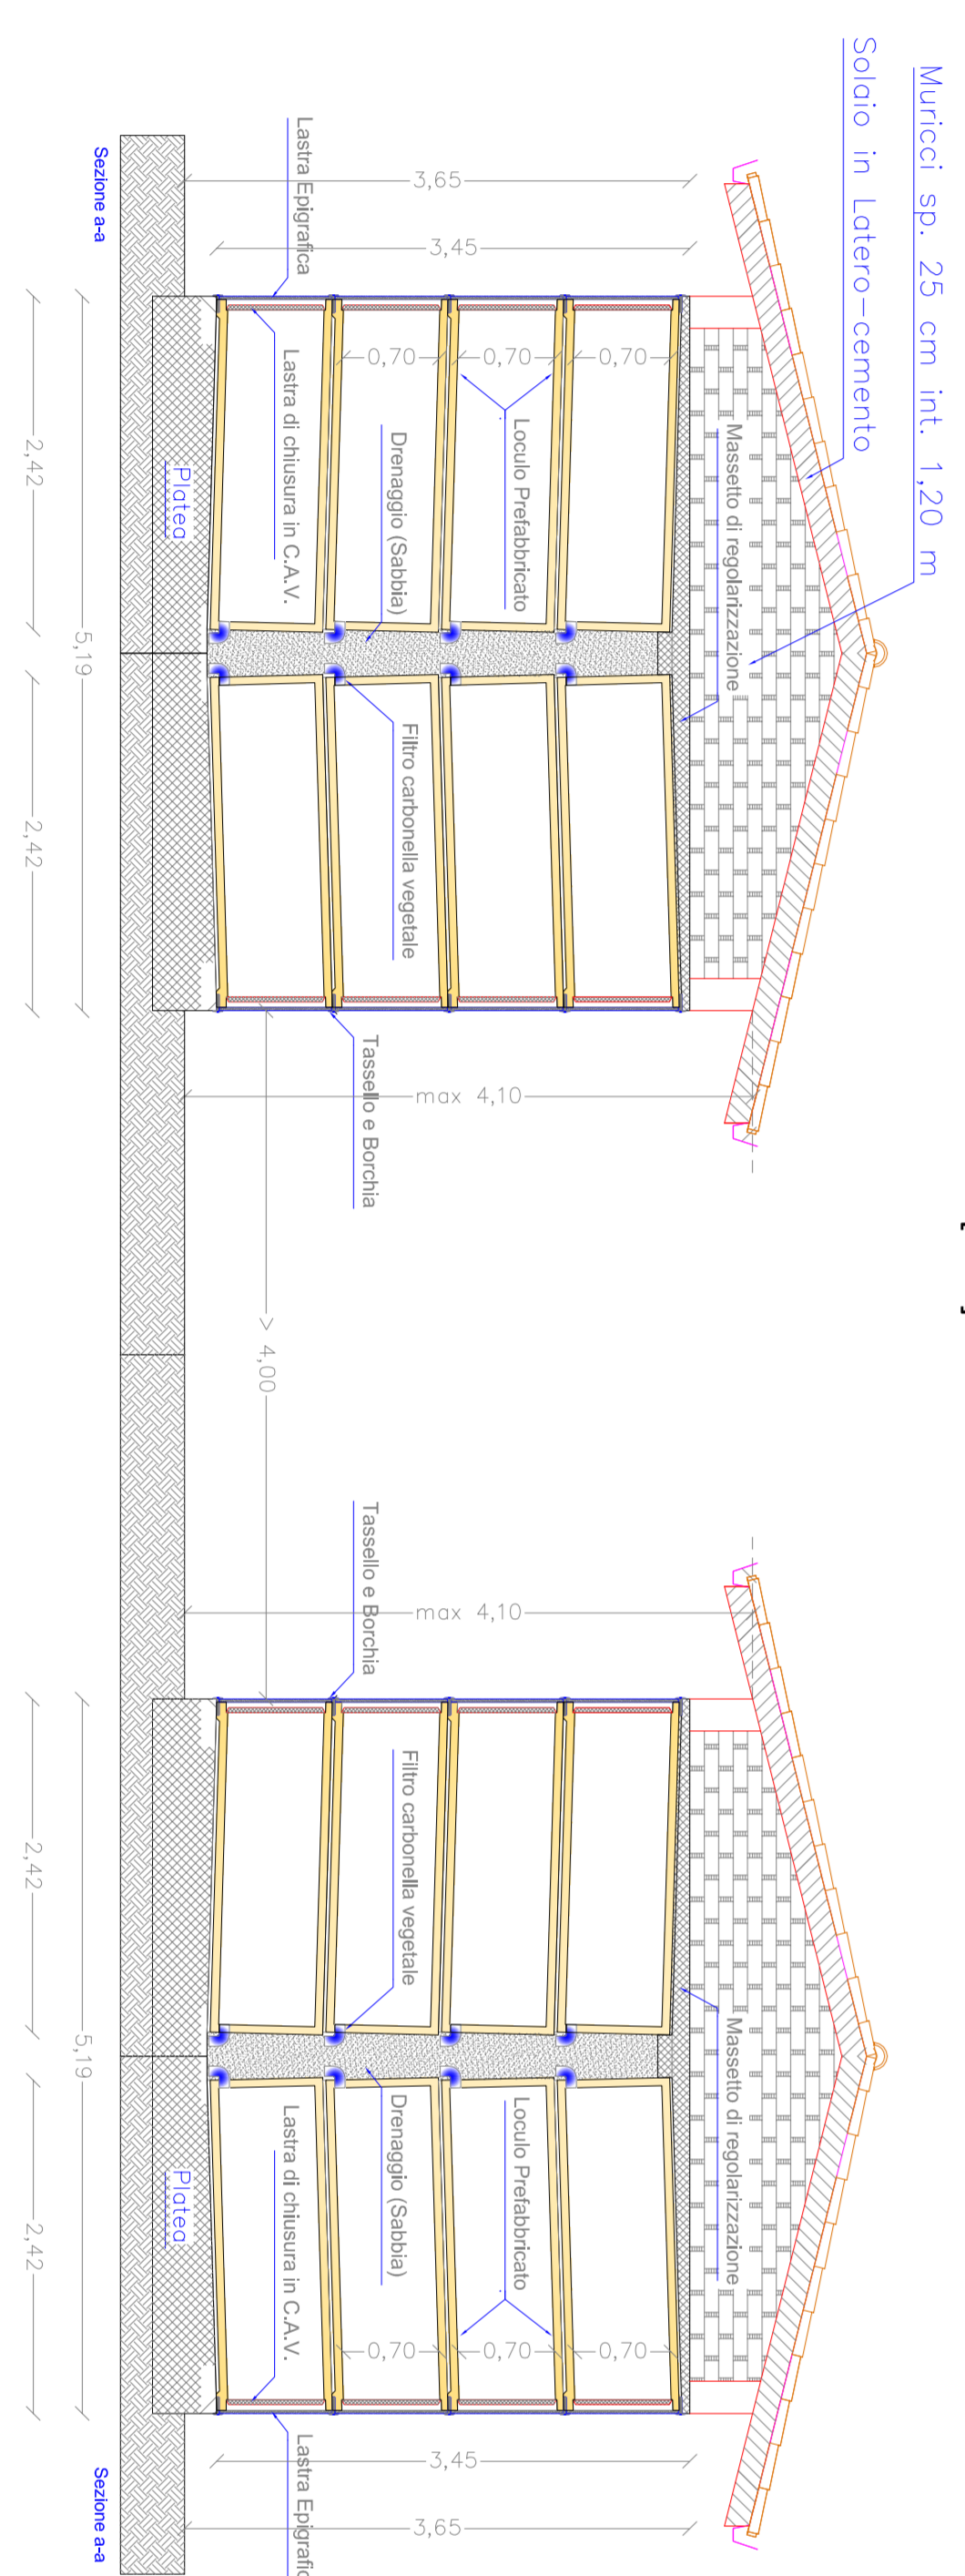 Muricci sp. 25 cm int. 1,20 m
Solaio in Latero-cemento
Massetto di regolarizzazione
Massetto di regolarizzazione
0,70
0,70
0,70
Loculo Prefabbricato
Drenaggio (Sabbia)
Filtro carbonella vegetale
3,65
3,45
Lastra Epigrafica
Lastra di chiusura in C.A.V.
Platea
max 4,10
Tassello e Borchia
> 4,00
max 4,10
Tassello e Borchia
Filtro carbonella vegetale
Drenaggio (Sabbia)
Loculo Prefabbricato
0,70
0,70
0,70
Lastra di chiusura in C.A.V.
Platea
3,45
3,65
Lastra Epigrafic
Sezione a-a
Sezione a-a
5,19
5,19
2,42
2,42
2,42
2,42